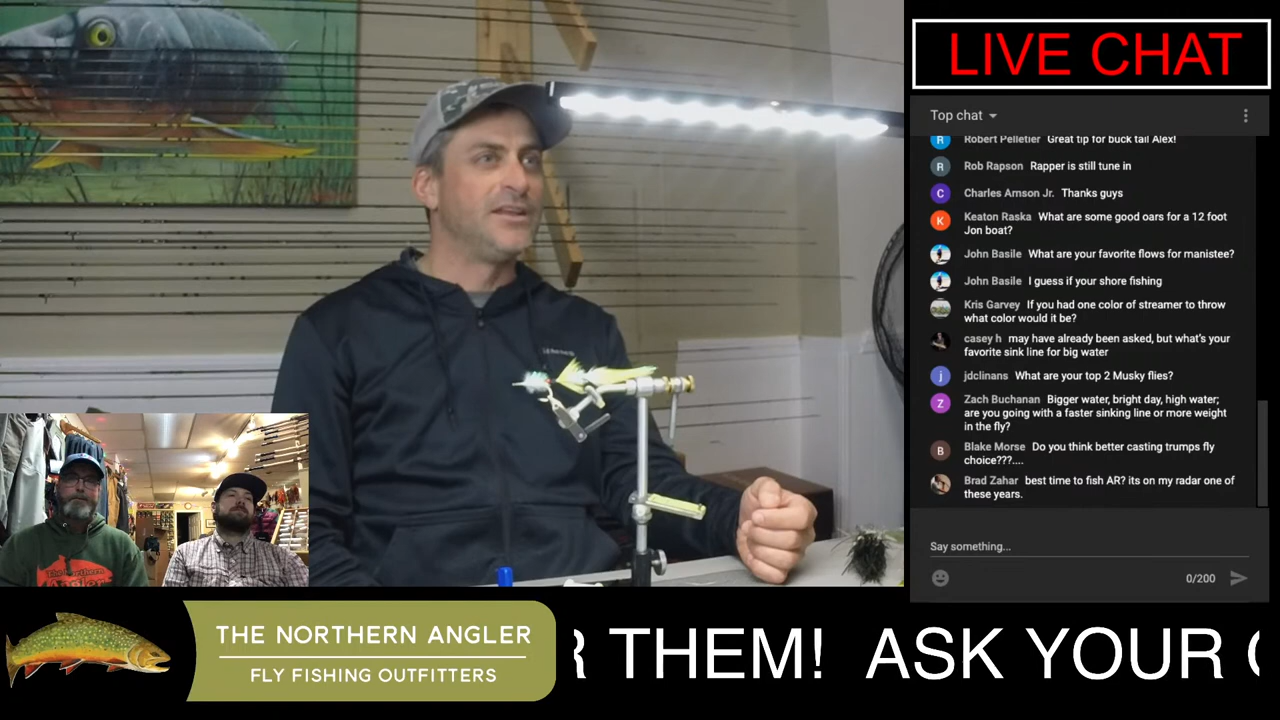 LIVE CHAT
Top chat
Robert Pelletier Great tip for buck tail Alex!
Rob Rapson Rapper is still tune in
Charles Arnson Jr. Thanks guys
Keaton Raska What are some good oars for a 12 foot
Jon boat?
John Basile What are your favorite flows for manistee?
John Basile I guess if your shore fishing
Kris Garvey If you had one color of streamer to throw
what color would it be?
casey h may have already been asked, but what's your
favorite sink line for big water
jdclinans What are your top 2 Musky flies?
Zach Buchanan Bigger water, bright day, high water;
are you going with a faster sinking line or more weight
in the fly?
Blake Morse Do you think better casting trumps fly
choice???....
Brad Zahar best time to fish AR? its on my radar one of
these years.
Say something...
0/200
The Northern
Angler
THE NORTHERN ANGLER
FLY FISHING OUTFITTERS
R THEM! ASK YOUR